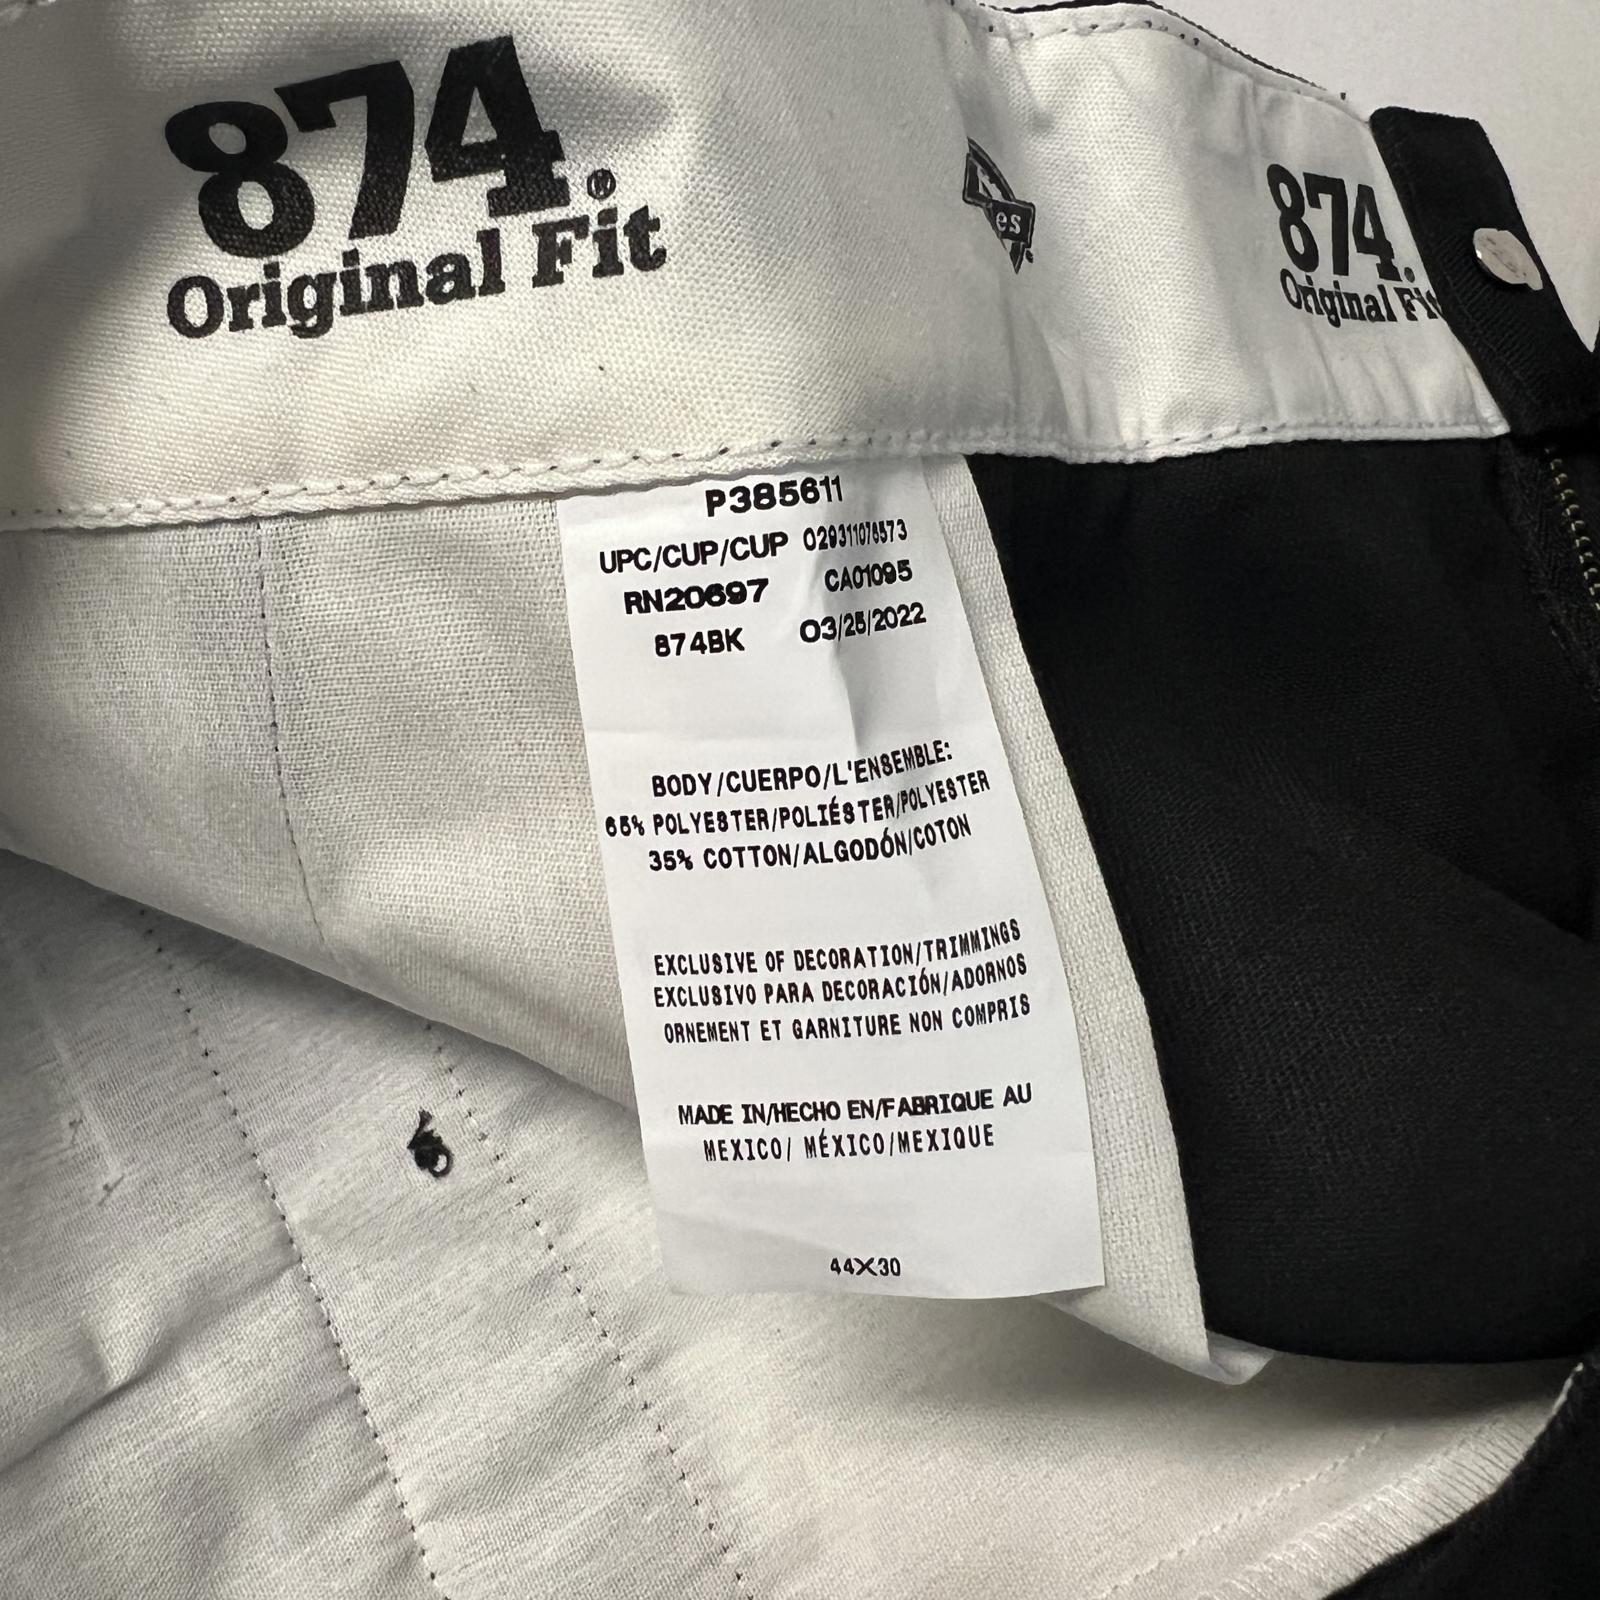 874.®
Original Fit
es
874.
Original Fit
P385611
UPC/CUP/CUP 029311076573
RN20697 CA01095
874BK 03/25/2022
BODY/CUERPO/L'ENSEMBLE:
65% POLYESTER/POLIÉSTER/POLYESTER
35% COTTON/ALGODÓN/COTON
EXCLUSIVE OF DECORATION/TRIMMINGS
EXCLUSIVO PARA DECORACIÓN/ADORNOS
ORNEMENT ET GARNITURE NON COMPRIS
MADE IN/HECHO EN/FABRIQUE AU
MEXICO/ MÉXICO/MEXIQUE
44X30